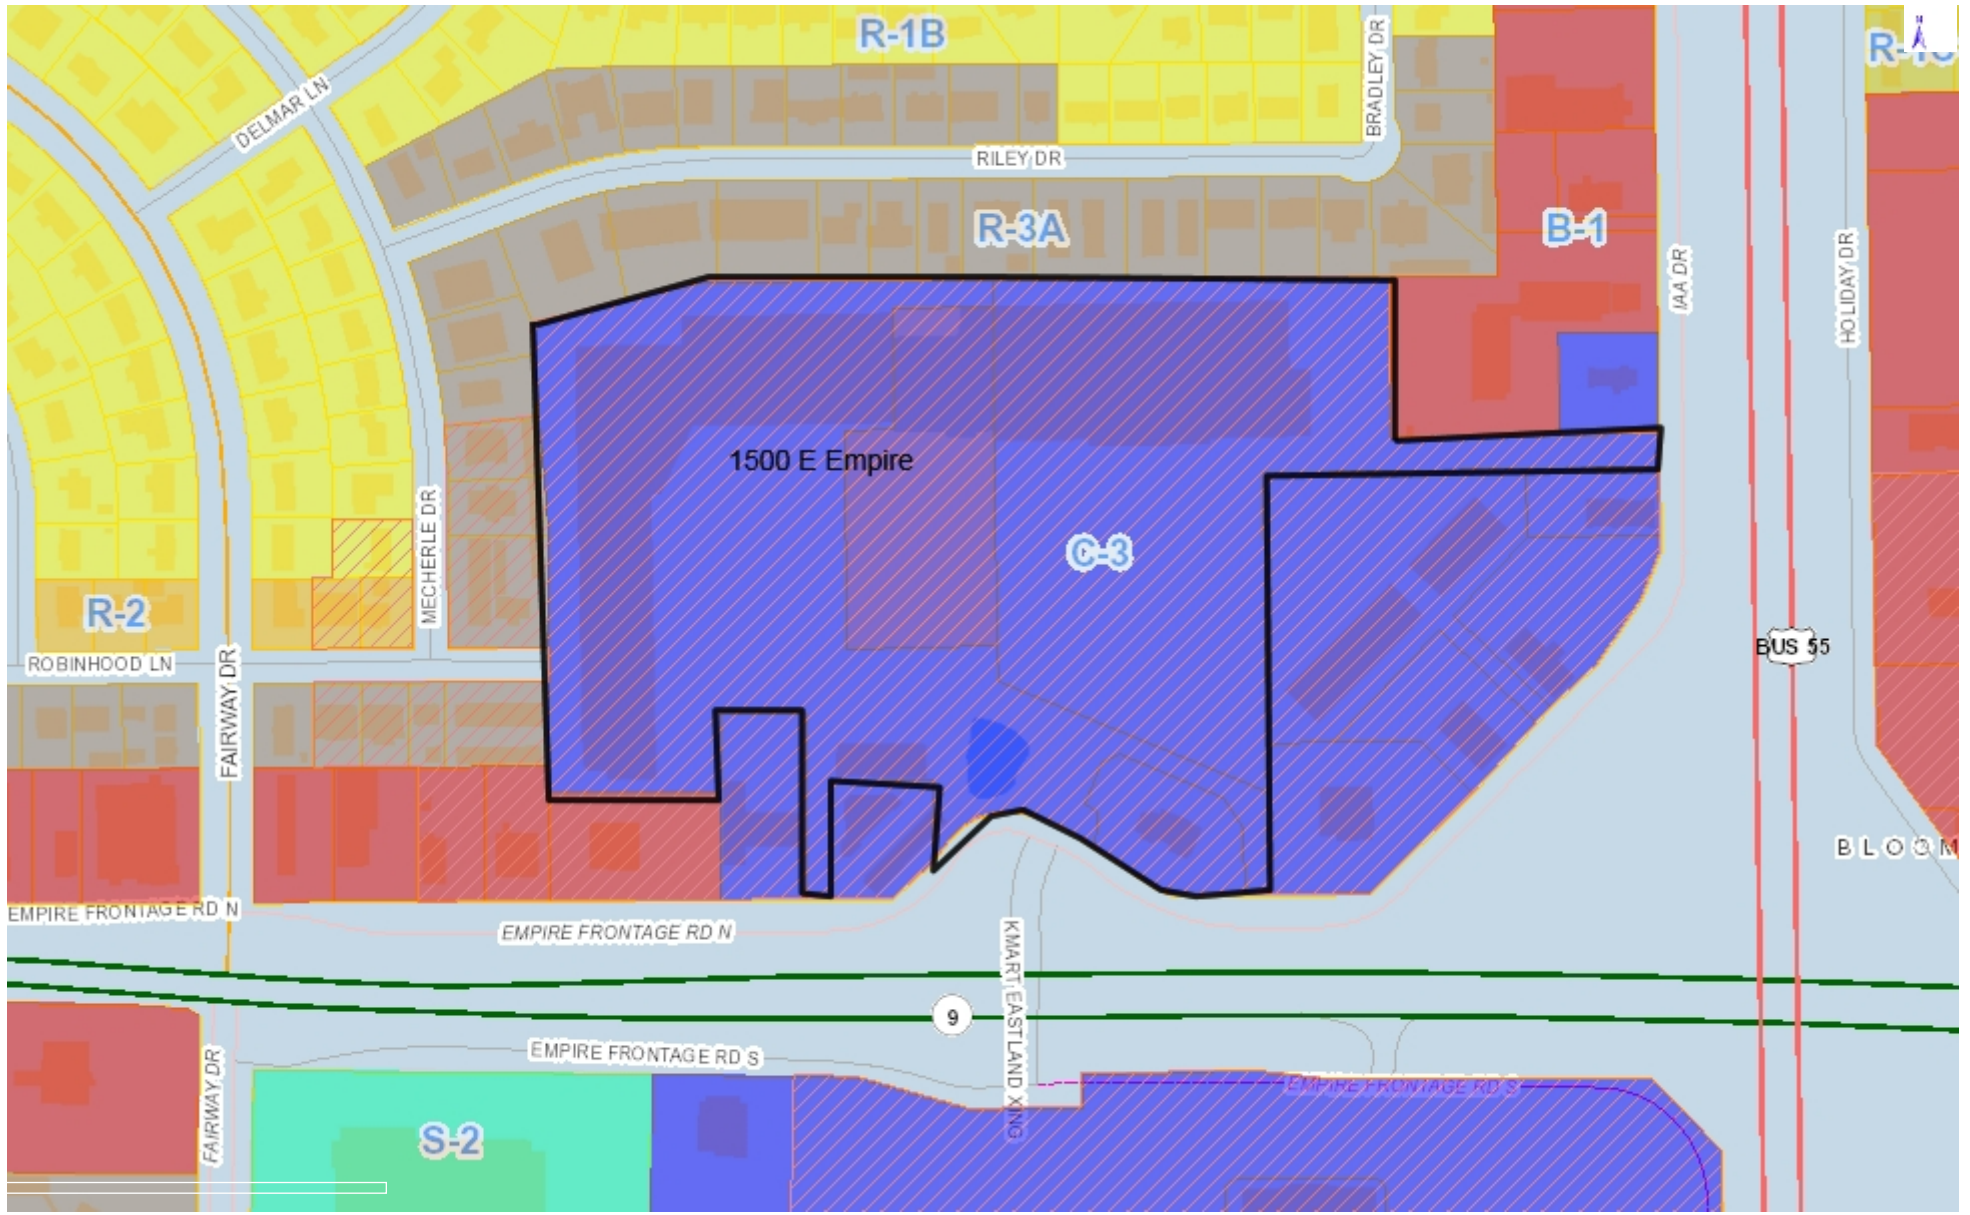 R-1B
BRADLEY DR
N
DELMAR LN
RILEY DR
R-3A
B-1
IAA DR
HOLIDAY DR
1500 E Empire
MECHERLE DR
C-3
R-2
ROBINHOOD LN
FAIRWAY DR
BUS 55
BLOOM
EMPIRE FRONTAGE RD N
EMPIRE FRONTAGE RD N
KMART EASTLAND XING
9
EMPIRE FRONTAGE RD S
EMPIRE FRONTAGE RD S
FAIRWAY DR
S-2